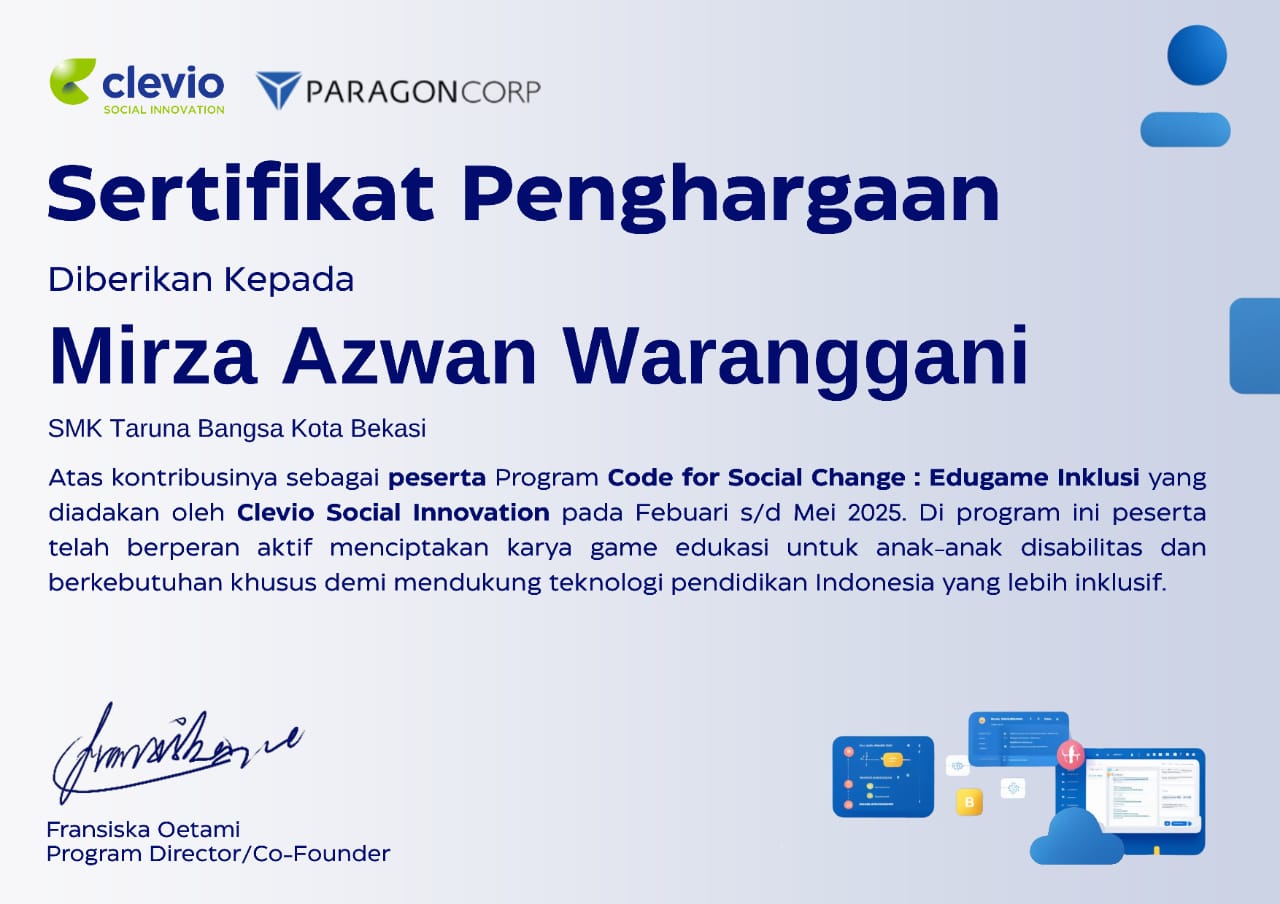 clevio
SOCIAL INNOVATION
PARAGONCORP
Sertifikat Penghargaan
Diberikan Kepada
Mirza Azwan Waranggani
SMK Taruna Bangsa Kota Bekasi
Atas kontribusinya sebagai peserta Program Code for Social Change : Edugame Inklusi yang
diadakan oleh Clevio Social Innovation pada Febuari s/d Mei 2025. Di program ini peserta
telah berperan aktif menciptakan karya game edukasi untuk anak-anak disabilitas dan
berkebutuhan khusus demi mendukung teknologi pendidikan Indonesia yang lebih inklusif.
B
Fransiska Oetami
Program Director/Co-Founder